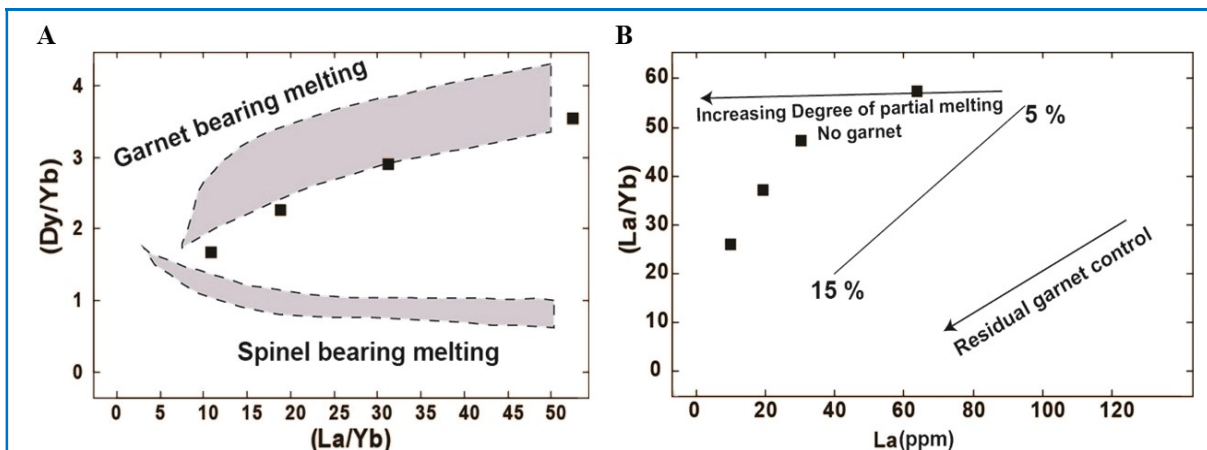 A
Garnet bearing melting
Spinel bearing melting
(Dy/Yb)
4
3
2
1
0
0 5 10 15 20 25 30 35 40 45 50
(La/Yb)
B
Increasing Degree of partial melting
No garnet
5 %
15 %
Residual garnet control
(La/Yb)
60
50
40
30
20
10
0
0 20 40 60 80 100 120
La(ppm)